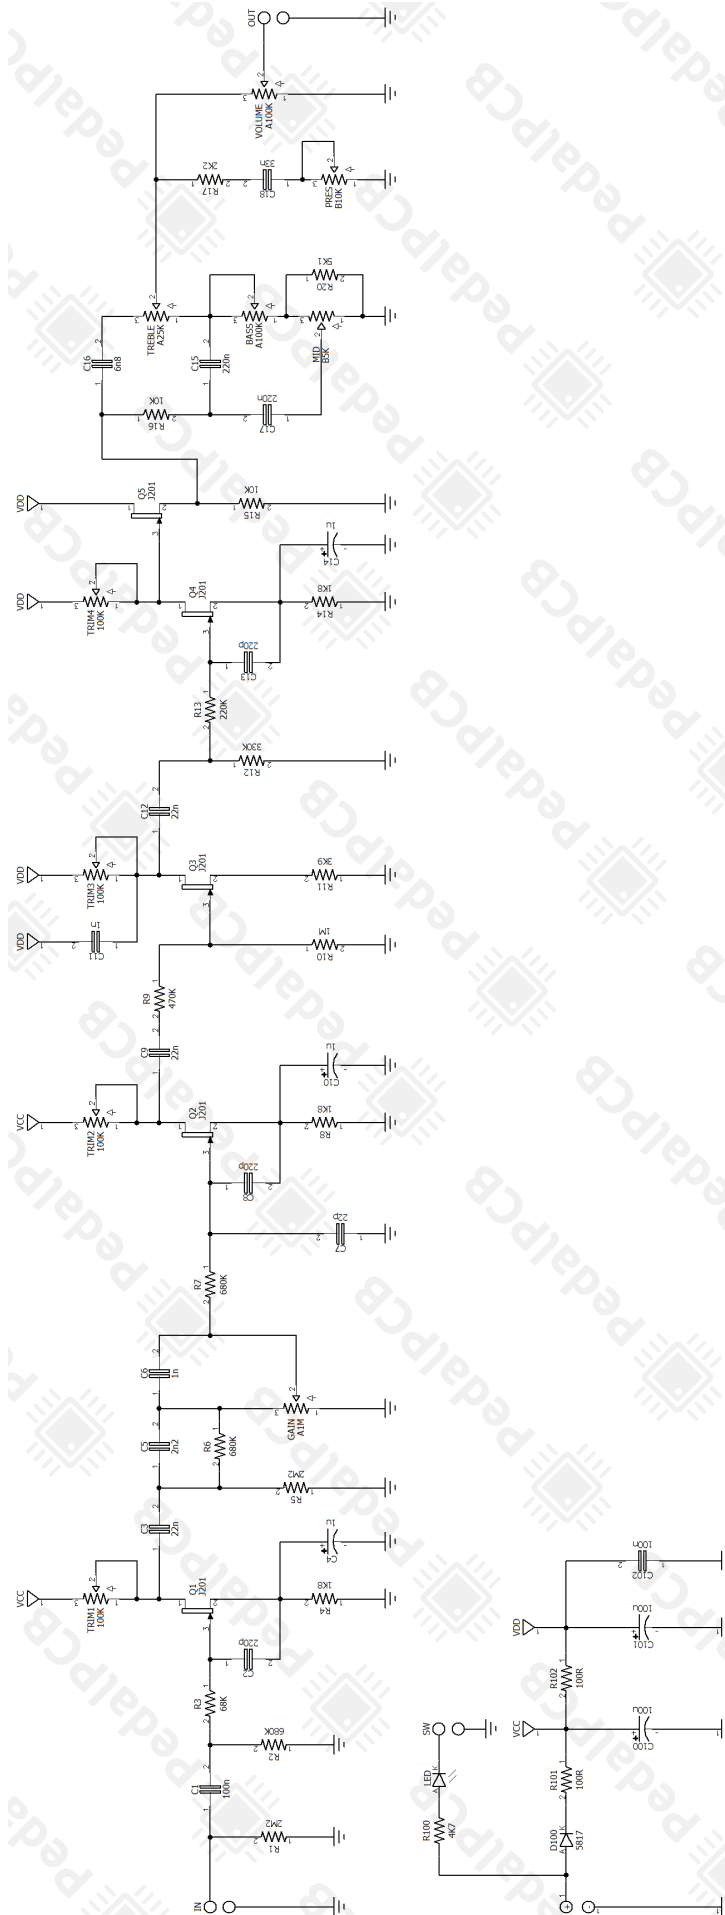 OUT
2
3
1
VOLUME
A100K
2K2
R17
33n
C18
PRES
B10K
5K1
R20
TREBLE
A25K
BASS
A100K
MID
B5K
C16
6n8
C15
220n
10K
R16
220n
C17
VDD
Q5
J201
10K
R15
VDD
TRIM4
100K
Q4
J201
1u
C14
1K8
R14
220p
C13
R13
220K
330K
R12
C12
22n
VDD
TRIM3
100K
Q3
J201
3K9
R11
VDD
C11
1M
R10
R9
470K
C9
22n
VCC
TRIM2
100K
Q2
J201
1u
C10
1K8
R8
220p
C8
22p
C7
R7
680K
C6
1n
GAIN
A1M
C5
2n2
R6
680K
2M2
R5
C3
22n
VCC
TRIM1
100K
Q1
J201
1u
C4
1K8
R4
220p
R3
68K
680K
R2
C1
100n
2M2
R1
IN
SW
LED
A
K
R100
4K7
VDD
100n
C102
100u
C101
R102
100R
VCC
100u
C100
R101
100R
D100
5817
A
K
+
-
PedalPCB